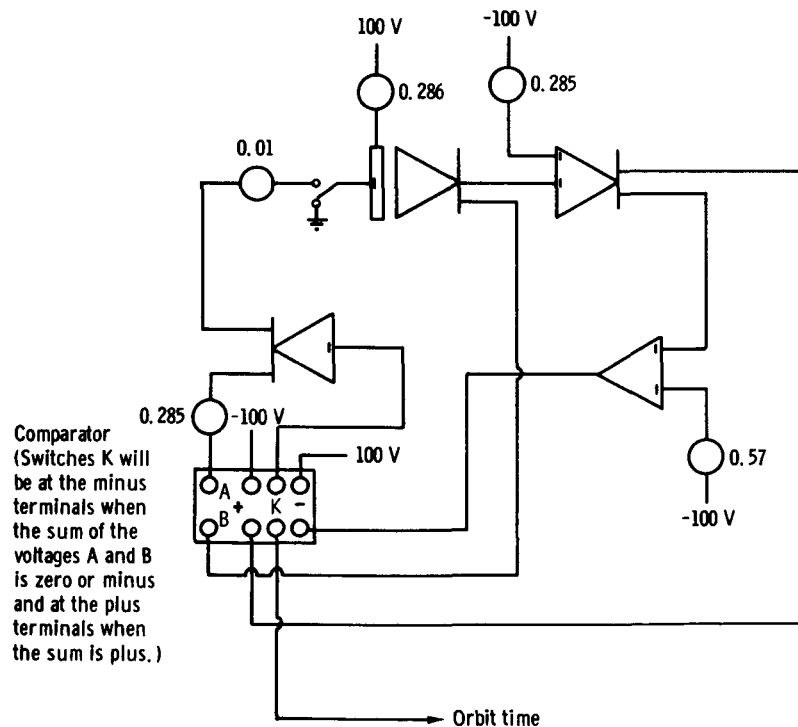 100 V
-100 V
0. 286
0. 285
0. 01
0. 285
-100 V
100 V
0. 57
-100 V
A
+
K
-
B
Comparator
(Switches K will
be at the minus
terminals when
the sum of the
voltages A and B
is zero or minus
and at the plus
terminals when
the sum is plus. )
Orbit time